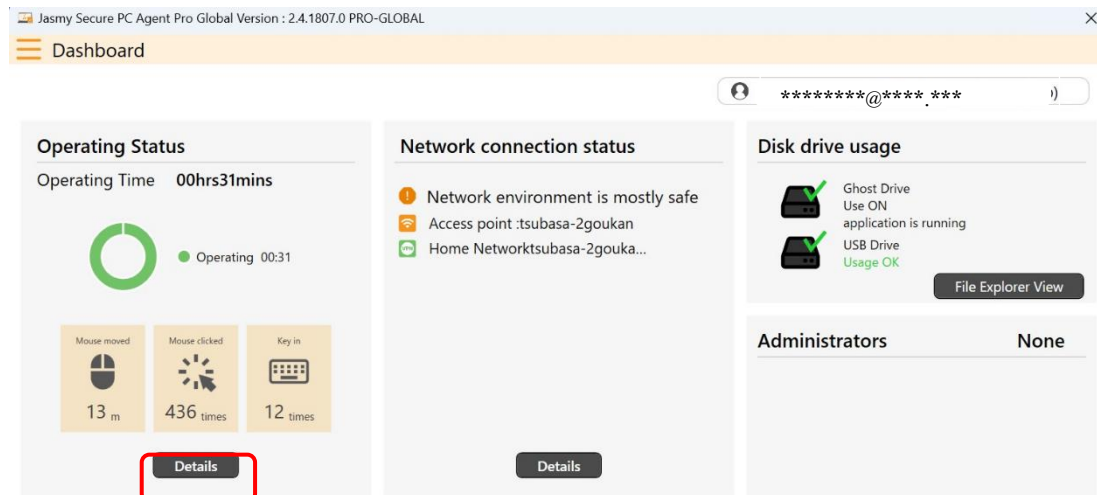 Jasmy Secure PC Agent Pro Global Version : 2.4.1807.0 PRO-GLOBAL
Dashboard
********@****.***
Operating Status
Operating Time 00hrs31mins
Operating 00:31
Mouse moved
13 m
Mouse clicked
436 times
Key in
12 times
Details
Network connection status
Network environment is mostly safe
Access point :tsubasa-2goukan
Home Networktsubasa-2gouka...
Details
Disk drive usage
Ghost Drive
Use ON
application is running
USB Drive
Usage OK
File Explorer View
Administrators None